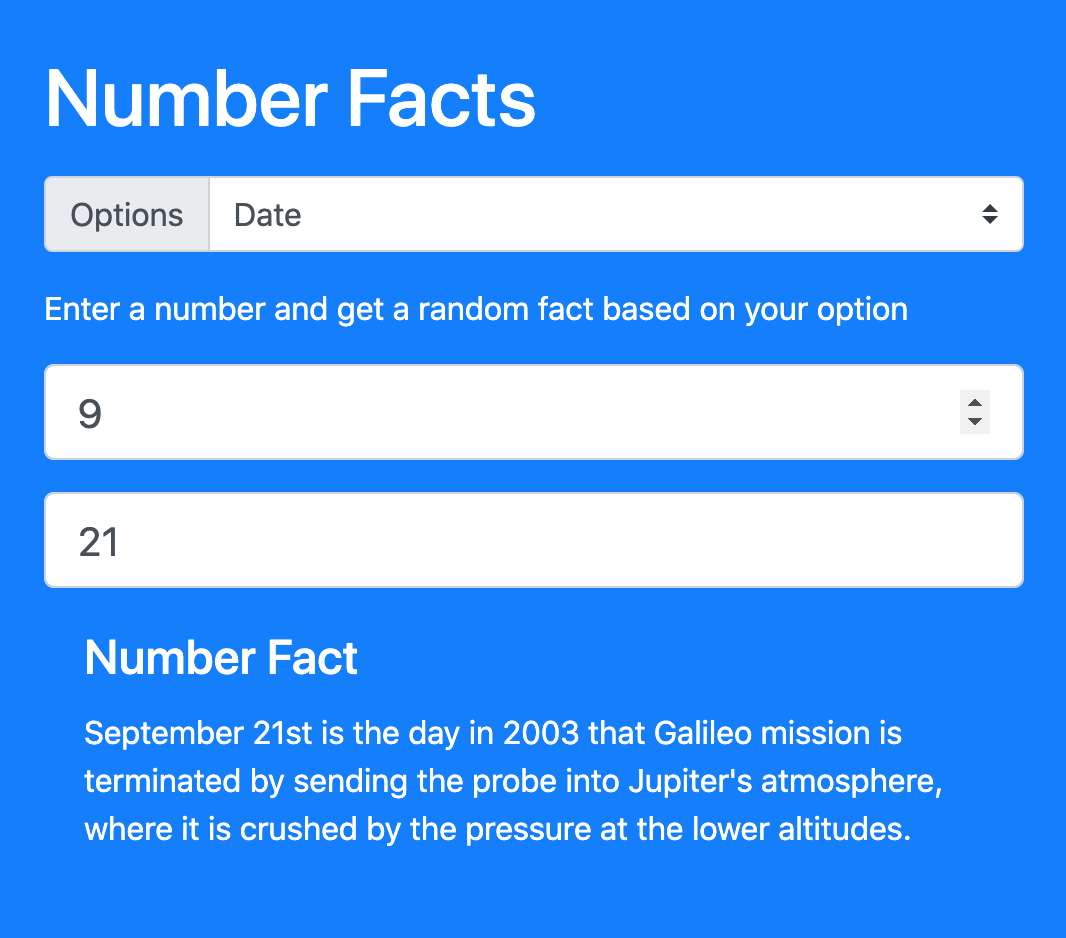 Number Facts
Options Date
Enter a number and get a random fact based on your option
9
21
Number Fact
September 21st is the day in 2003 that Galileo mission is
terminated by sending the probe into Jupiter's atmosphere,
where it is crushed by the pressure at the lower altitudes.